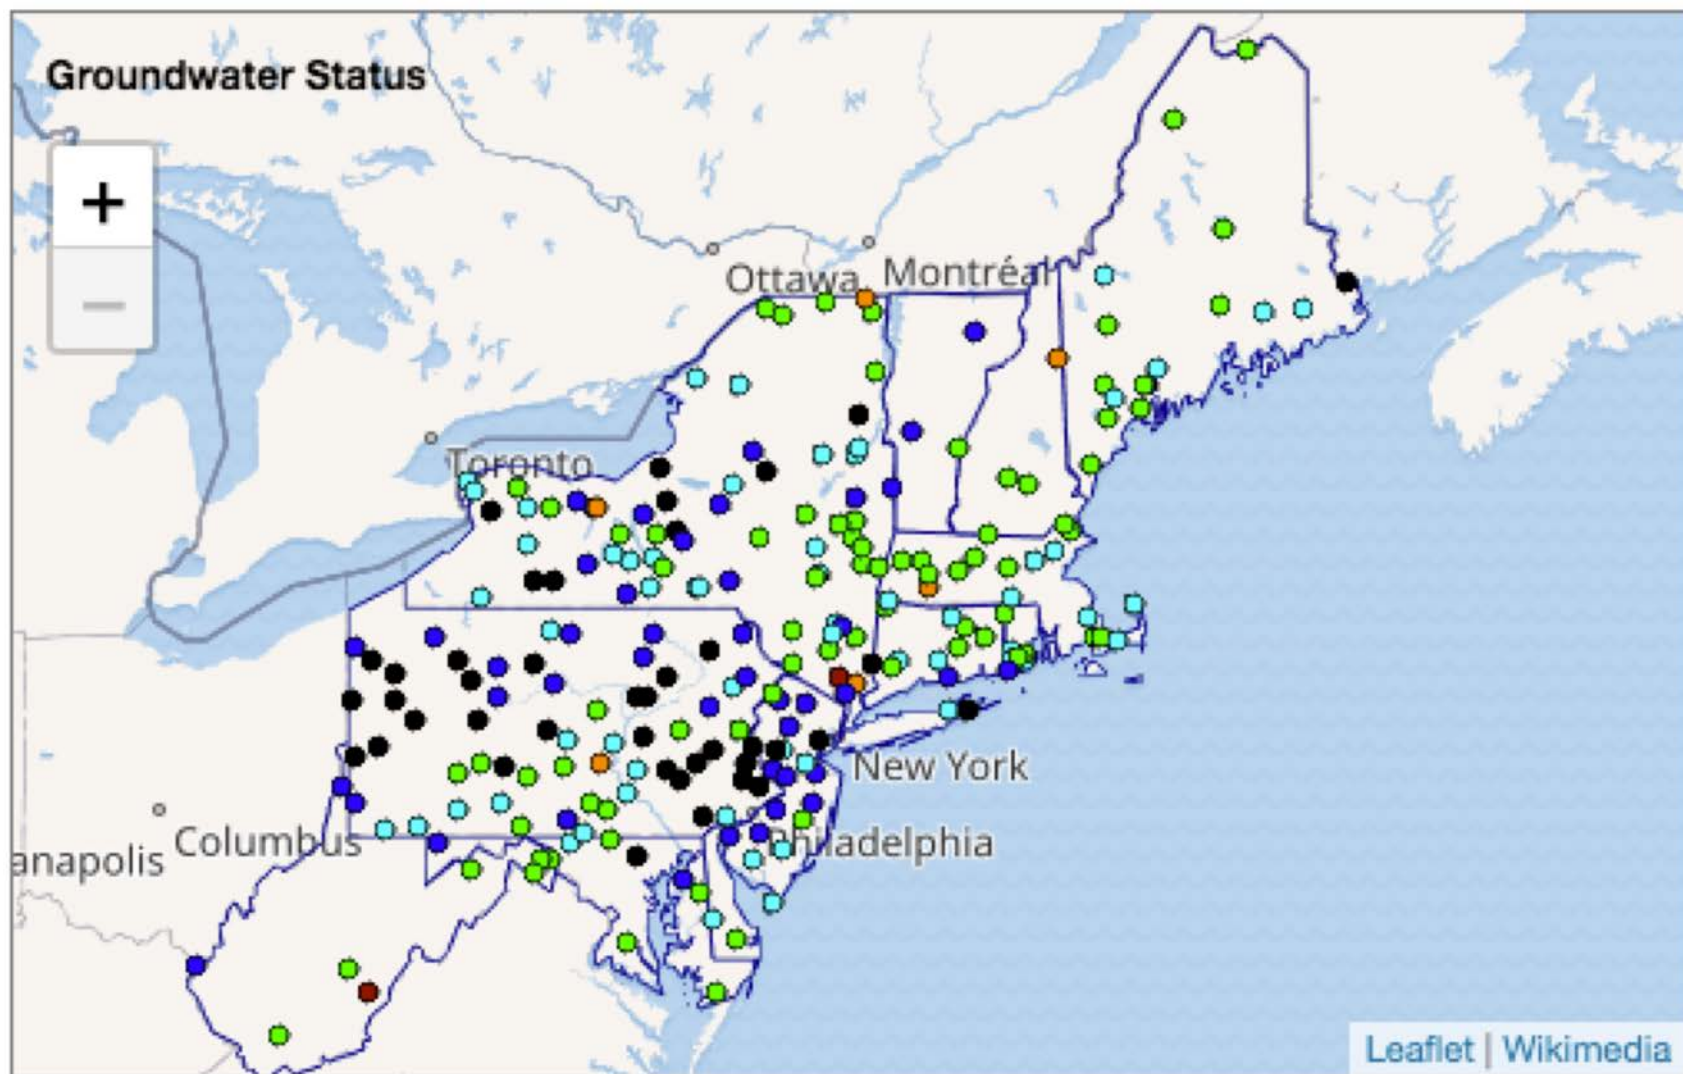 Groundwater Status
+
−
Ottawa
Montréal
Toronto
New York
Columbus
Philadelphia
anapolis
Leaflet | Wikimedia